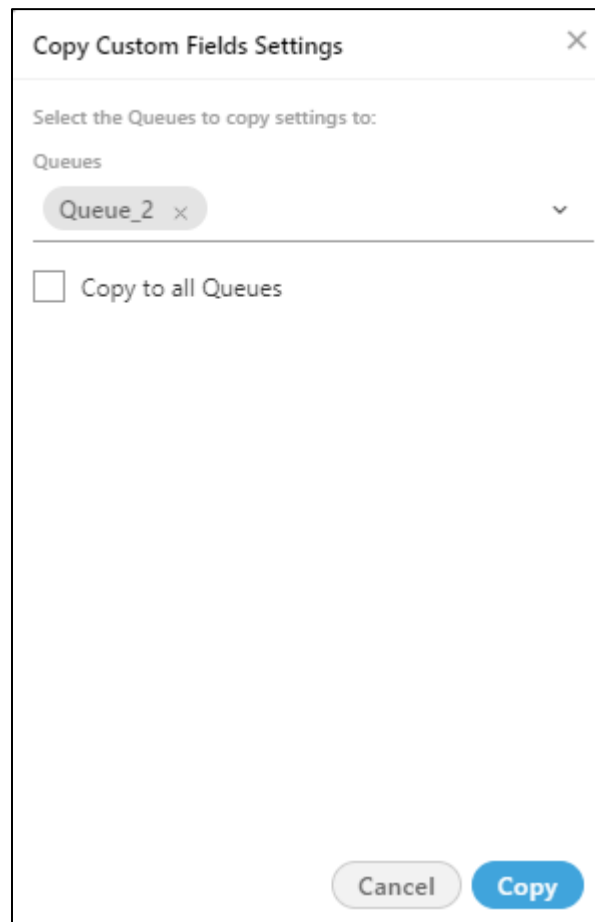 Copy Custom Fields Settings
Select the Queues to copy settings to:
Queues
Queue_2
Copy to all Queues
Cancel Copy